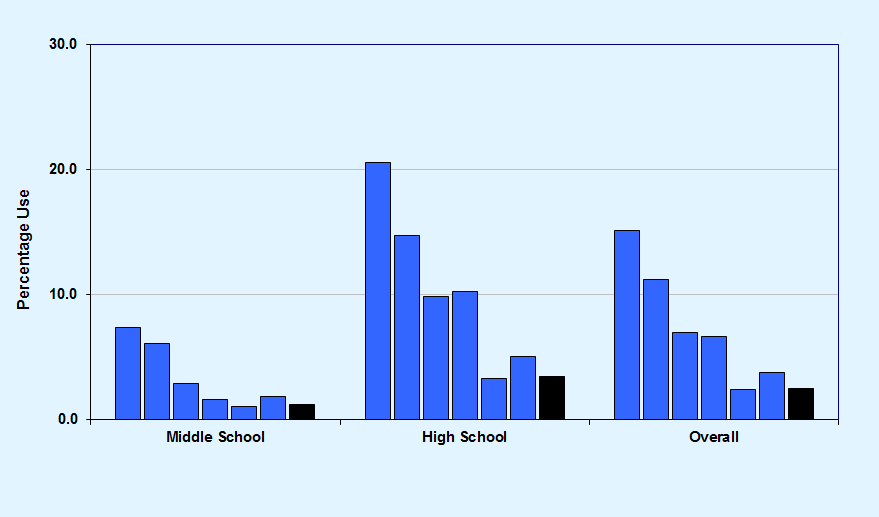 30.0
20.0
10.0
0.0
Percentage Use
Middle School
High School
Overall